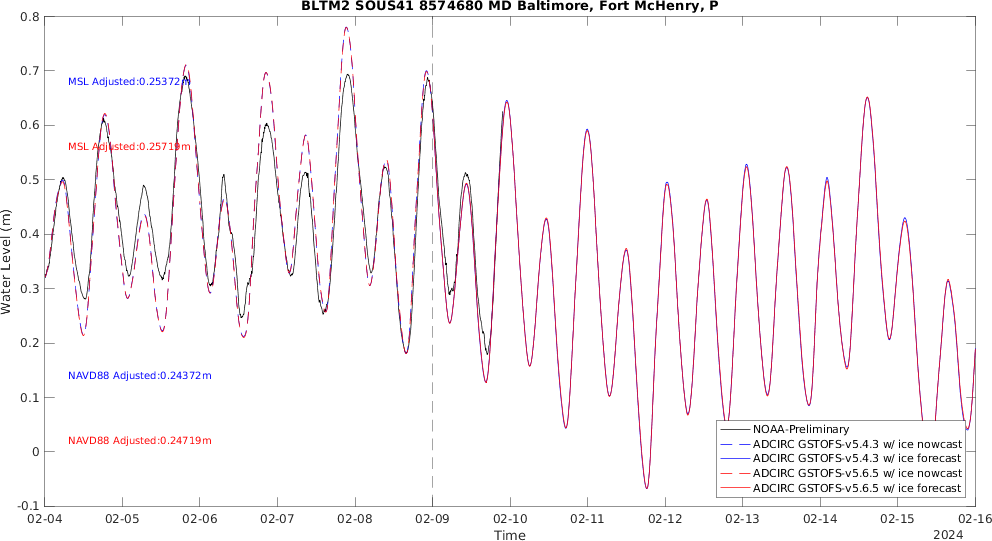 BLTM2 SOUS41 8574680 MD Baltimore, Fort McHenry, P
0.8
0.7
0.6
0.5
0.4
0.3
0.2
0.1
0
-0.1
Water Level (m)
MSL Adjusted:0.25372m
MSL Adjusted:0.25719m
NAVD88 Adjusted:0.24372m
NAVD88 Adjusted:0.24719m
NOAA-Preliminary
ADCIRC GSTOFS-v5.4.3 w/ ice nowcast
ADCIRC GSTOFS-v5.4.3 w/ ice forecast
ADCIRC GSTOFS-v5.6.5 w/ ice nowcast
ADCIRC GSTOFS-v5.6.5 w/ ice forecast
02-04 02-05 02-06 02-07 02-08 02-09 02-10 02-11 02-12 02-13 02-14 02-15 02-16
Time
2024